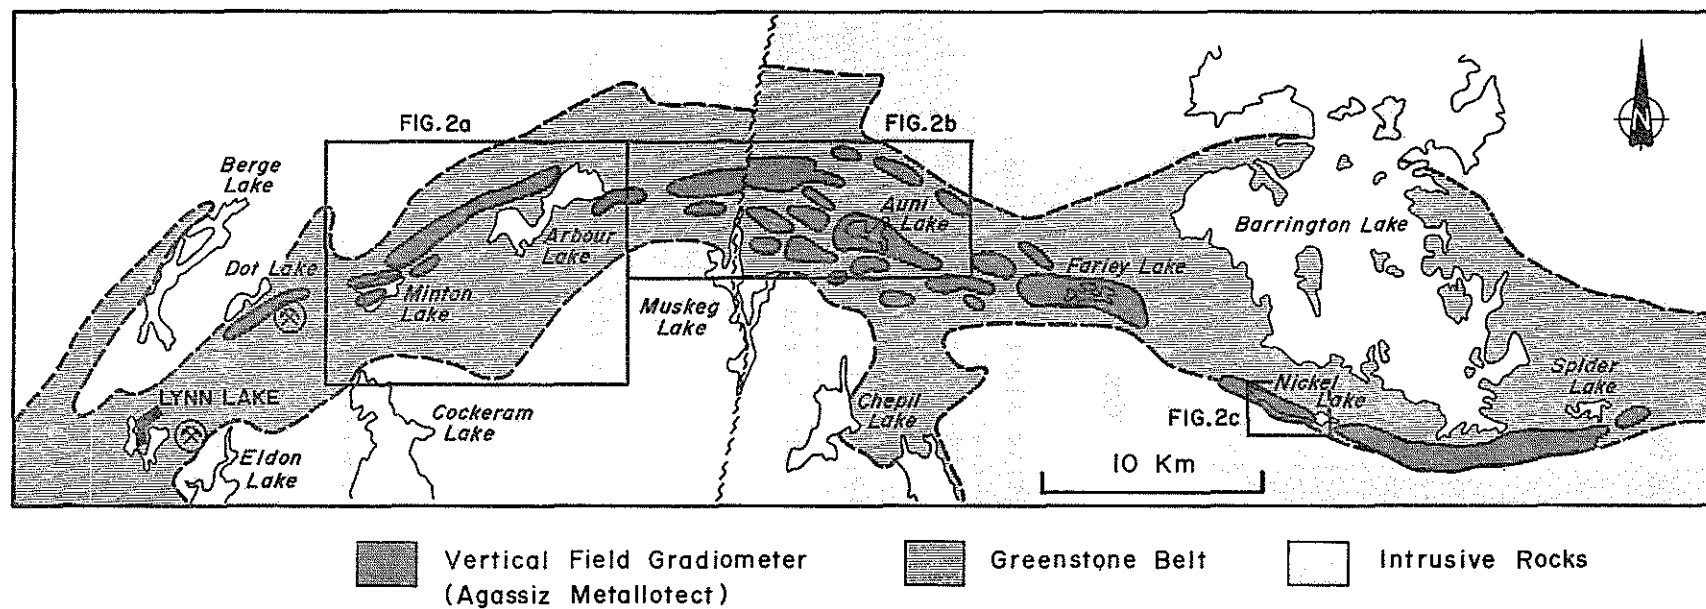 FIG. 2a
FIG. 2b
N
Berge
Lake
Auni
Lake
Barrington Lake
Arbour
Lake
Dot Lake
Farley Lake
Minton
Lake
Muskeg
Lake
LYNN LAKE
Cockeram
Lake
Chepil
Lake
Nickel
Lake
Spider
Lake
FIG. 2c
Eldon
Lake
10 Km
Vertical Field Gradiometer
(Agassiz Metallotect)
Greenstone Belt
Intrusive Rocks